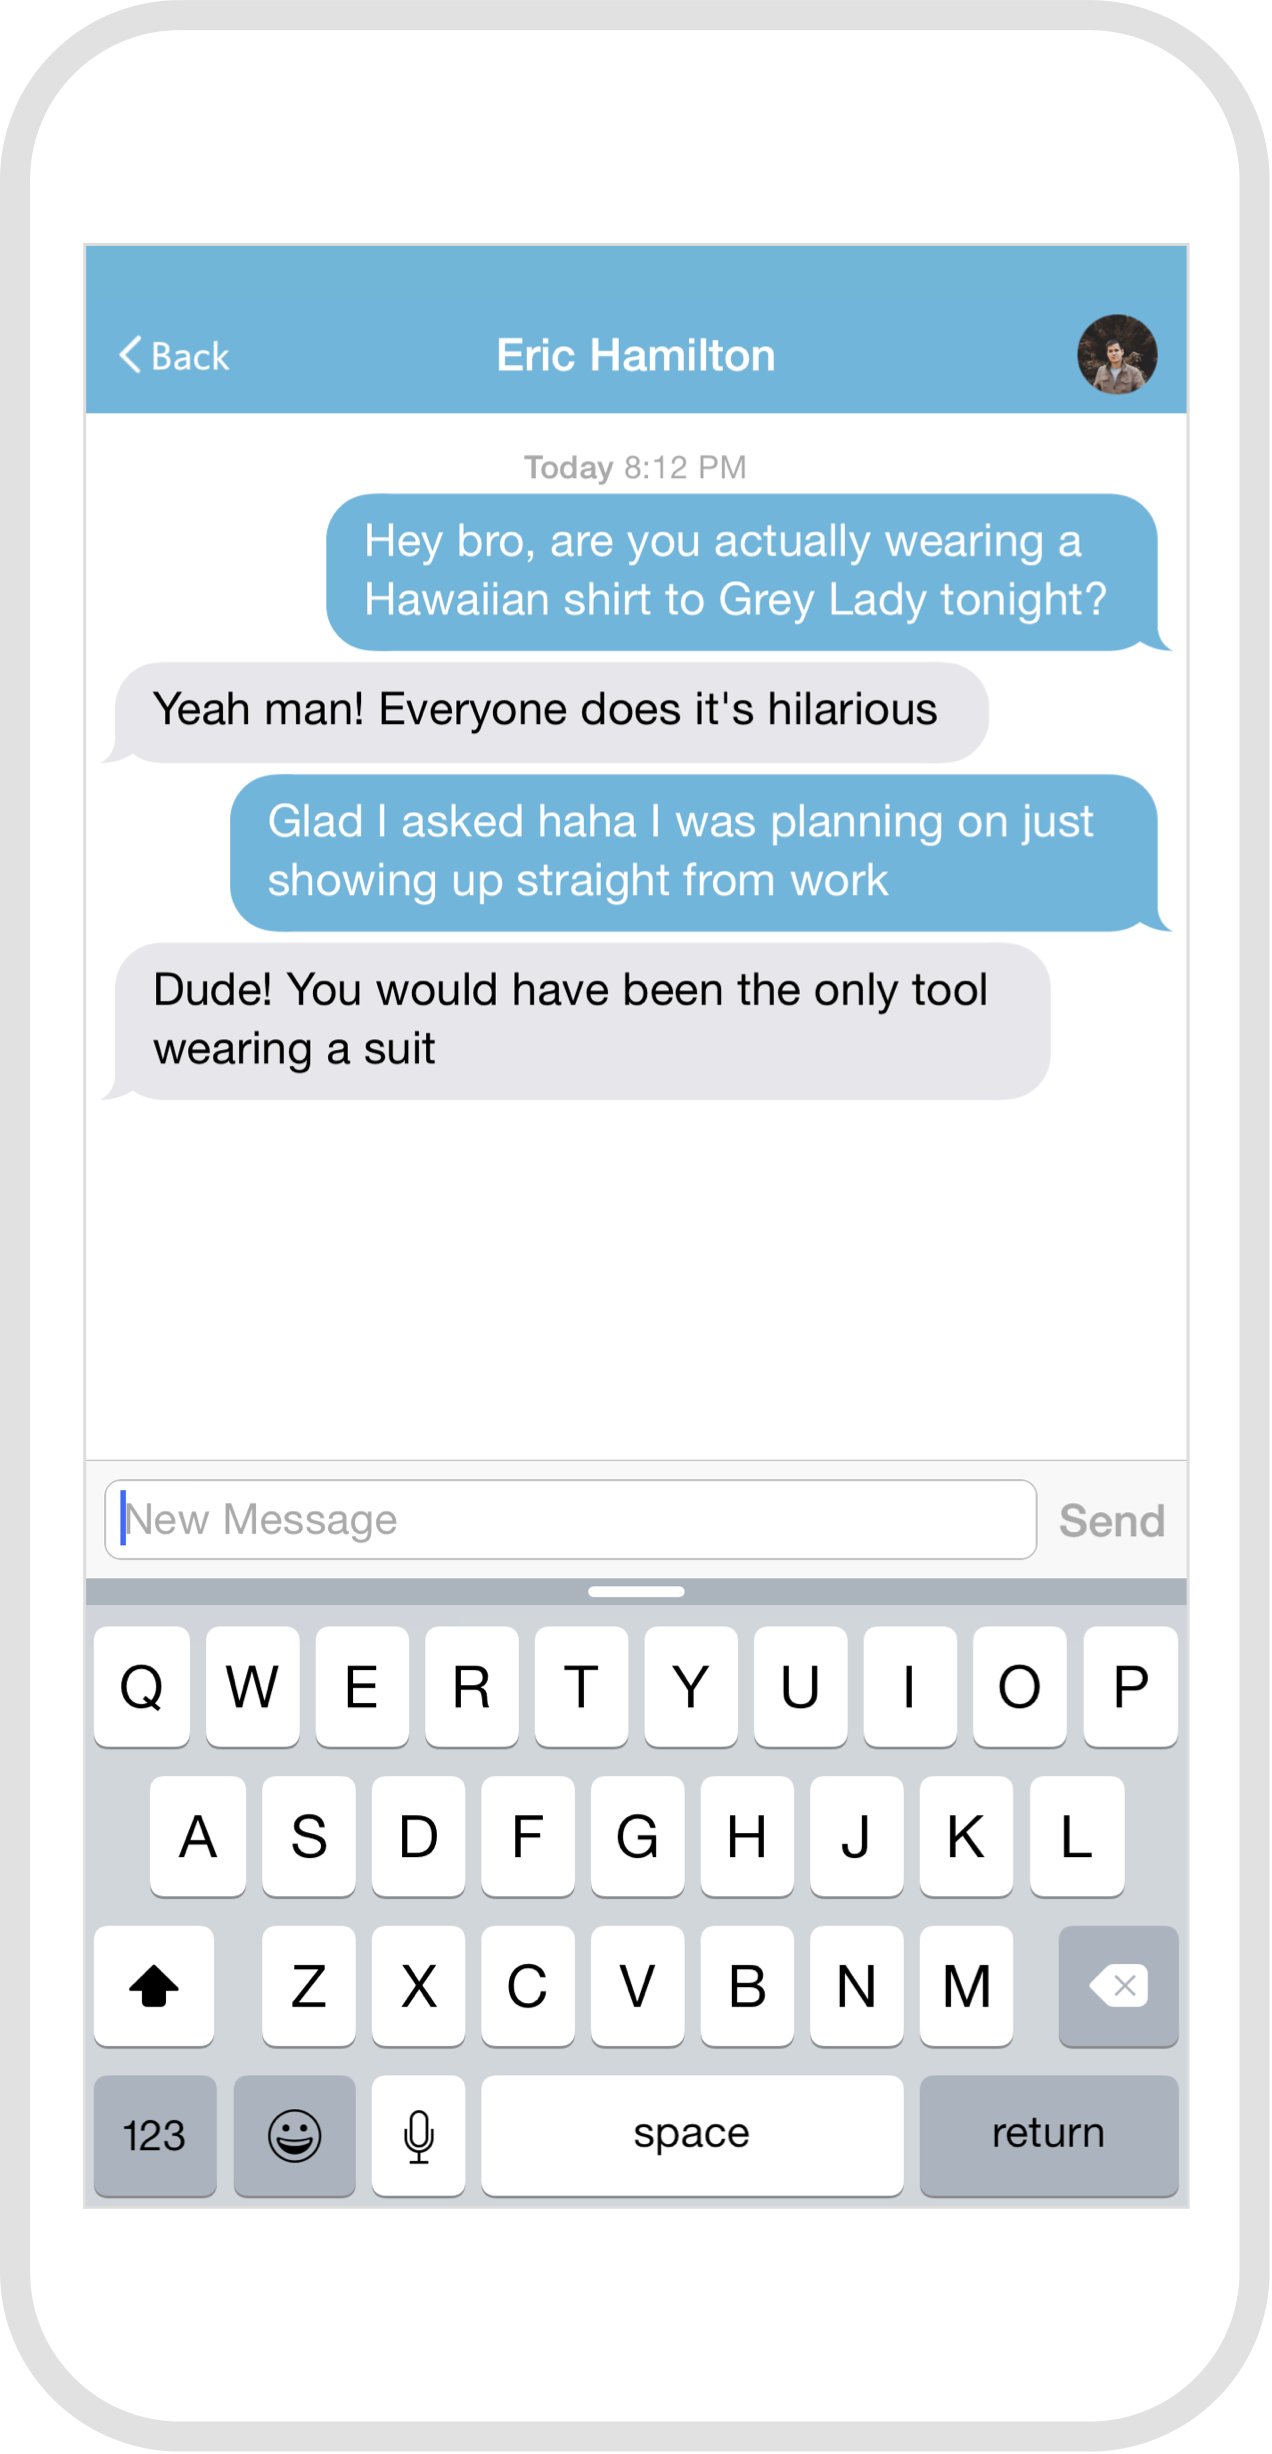 Back
Eric Hamilton
Today 8:12 PM
Hey bro, are you actually wearing a
Hawaiian shirt to Grey Lady tonight?
Yeah man! Everyone does it's hilarious
Glad I asked haha I was planning on just
showing up straight from work
Dude! You would have been the only tool
wearing a suit
New Message
Send
Q W E R T Y U I O P
A S D F G H J K L
Z X C V B N M
123 space return